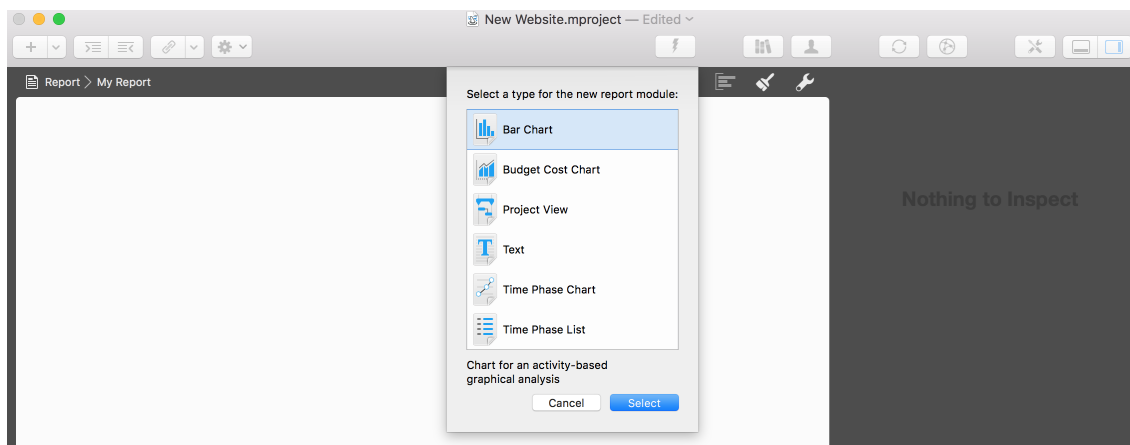 New Website.mproject — Edited
Report > My Report
Select a type for the new report module:
Bar Chart
Budget Cost Chart
Project View
Text
Time Phase Chart
Time Phase List
Chart for an activity-based
graphical analysis
Cancel Select
Nothing to Inspect